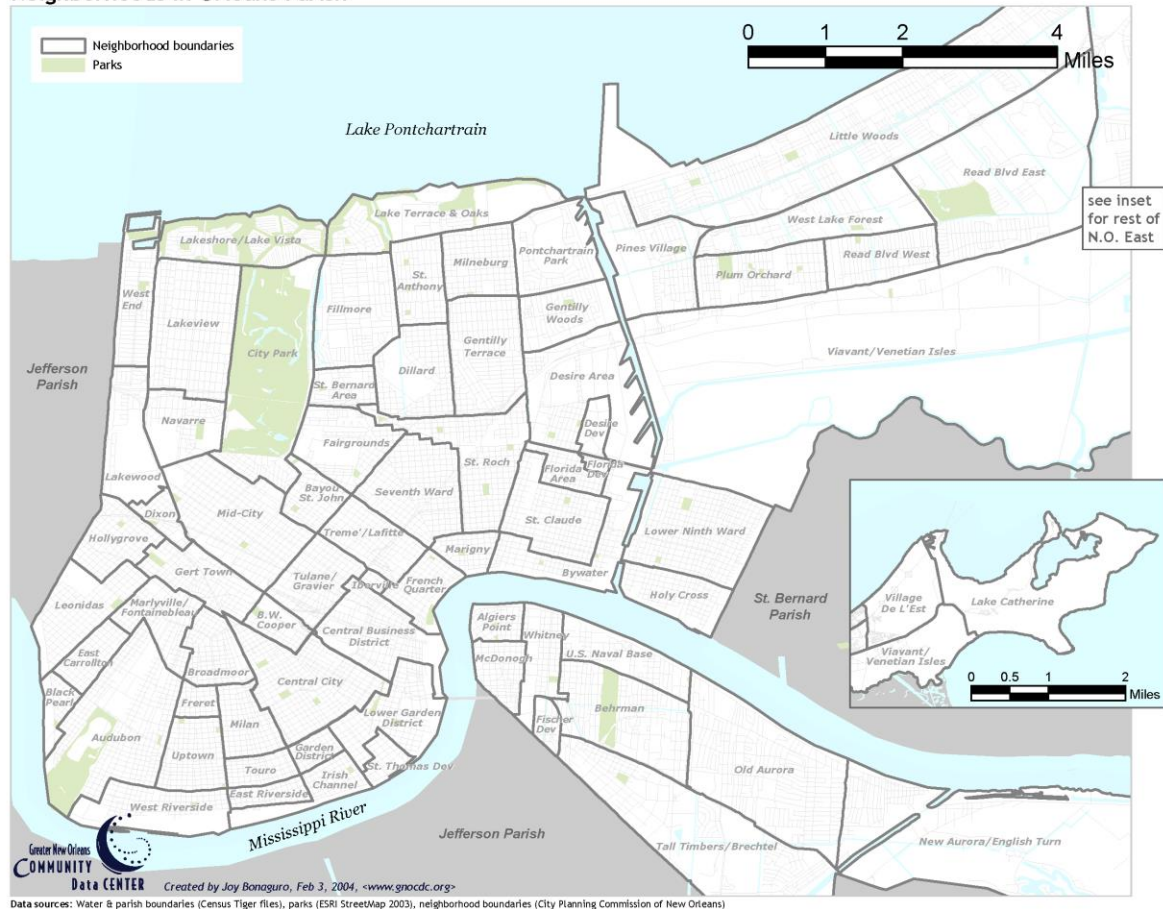 Neighborhoods in Orleans Parish
Neighborhood boundaries
Parks
0 1 2 4
Miles
Lake Pontchartrain
Little Woods
Read Blvd East
see inset
for rest of
N.O. East
Lake Terrace & Oaks
Lakeshore/Lake Vista
West Lake Forest
Pontchartrain
Park
Pines Village
Read Blvd West
Milneburg
St.
Anthony
Plum Orchard
West
End
Lakeview
Fillmore
Gentilly
Woods
City Park
Gentilly
Terrace
Viavant/Venetian Isles
Jefferson
Parish
Dillard
Desire Area
St. Bernard
Area
Navarre
Desire
Dev
Fairgrounds
St. Roch
Lakewood
Florida
Area
Florida
Dev
Bayou
St. John
Seventh Ward
Dixon
Mid-City
St. Claude
Lower Ninth Ward
Hollygrove
Treme'/Lafitte
Marigny
Gert Town
Tulane/
Gravier
Iberville
French
Quarter
Bywater
Holy Cross
St. Bernard
Parish
Leonidas
Marlyville/
Fontainebleau
B.W.
Cooper
Algiers
Point
Whitney
Central Business
District
U.S. Naval Base
McDonogh
East
Carrollton
Broadmoor
Central City
Black
Pearl
Freret
Behrman
Lower Garden
District
Fischer
Dev
Milan
Audubon
Uptown
Garden
District
St. Thomas Dev
Touro
Irish
Channel
Old Aurora
East Riverside
West Riverside
Mississippi River
Jefferson Parish
Tall Timbers/Brechtel
New Aurora/English Turn
Village
De L'Est
Lake Catherine
Viavant/
Venetian Isles
0 0.5 1 2
Miles
Greater New Orleans
COMMUNITY
Data CENTER
Created by Joy Bonaguro, Feb 3, 2004, <www.gnocdc.org>
Data sources: Water & parish boundaries (Census Tiger files), parks (ESRI StreetMap 2003), neighborhood boundaries (City Planning Commission of New Orleans)